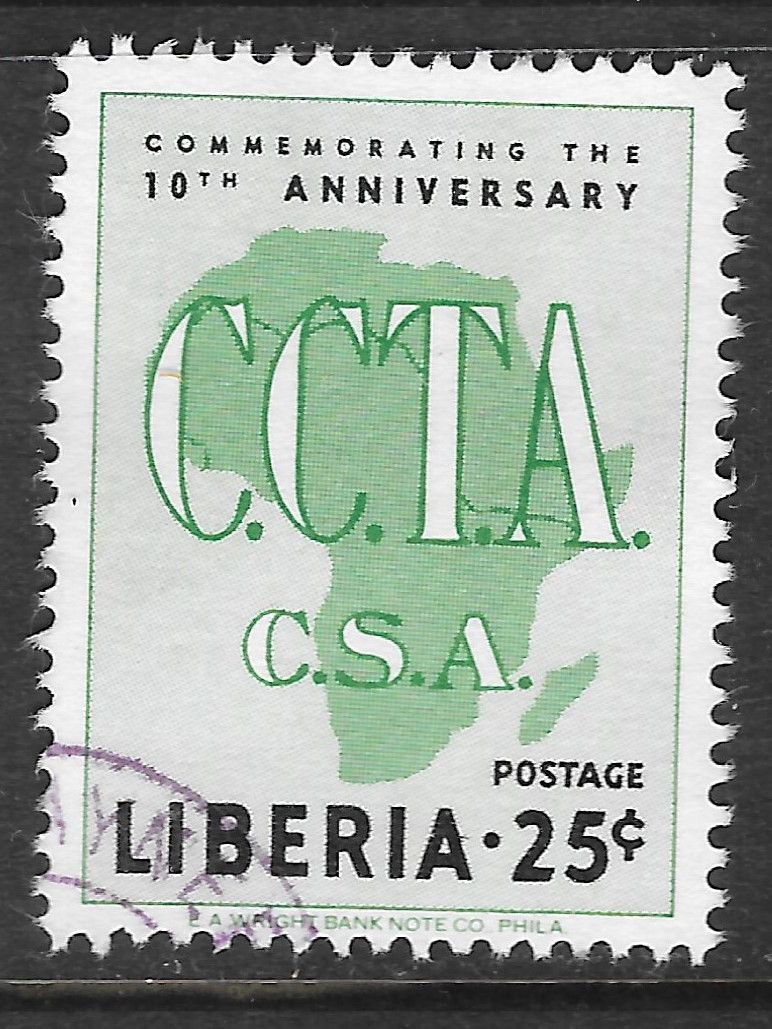 COMMEMORATING THE
10TH ANNIVERSARY
C.C.T.A.
C.S.A.
POSTAGE
LIBERIA · 25¢
E. A. WRIGHT BANK NOTE CO. PHILA.